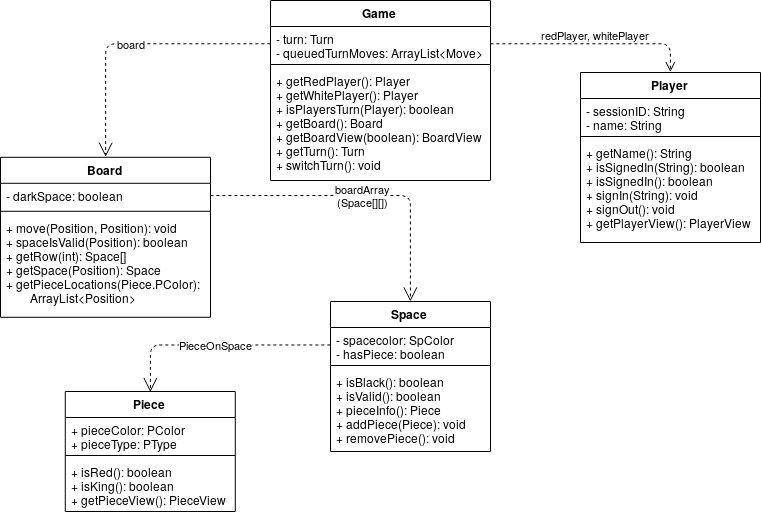 Game
- turn: Turn
- queuedTurnMoves: ArrayList<Move>
+ getRedPlayer(): Player
+ getWhitePlayer(): Player
+ isPlayersTurn(Player): boolean
+ getBoard(): Board
+ getBoardView(boolean): BoardView
+ getTurn(): Turn
+ switchTurn(): void
board
redPlayer, whitePlayer
Player
- sessionID: String
- name: String
+ getName(): String
+ isSignedIn(String): boolean
+ isSignedIn(): boolean
+ signIn(String): void
+ signOut(): void
+ getPlayerView(): PlayerView
Board
- darkSpace: boolean
+ move(Position, Position): void
+ spaceIsValid(Position): boolean
+ getRow(int): Space[]
+ getSpace(Position): Space
+ getPieceLocations(Piece.PColor):
ArrayList<Position>
boardArray
(Space[][])
Space
- spacecolor: SpColor
- hasPiece: boolean
+ isBlack(): boolean
+ isValid(): boolean
+ pieceInfo(): Piece
+ addPiece(Piece): void
+ removePiece(): void
PieceOnSpace
Piece
+ pieceColor: PColor
+ pieceType: PType
+ isRed(): boolean
+ isKing(): boolean
+ getPieceView(): PieceView